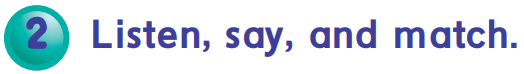 2 Listen, say, and match.